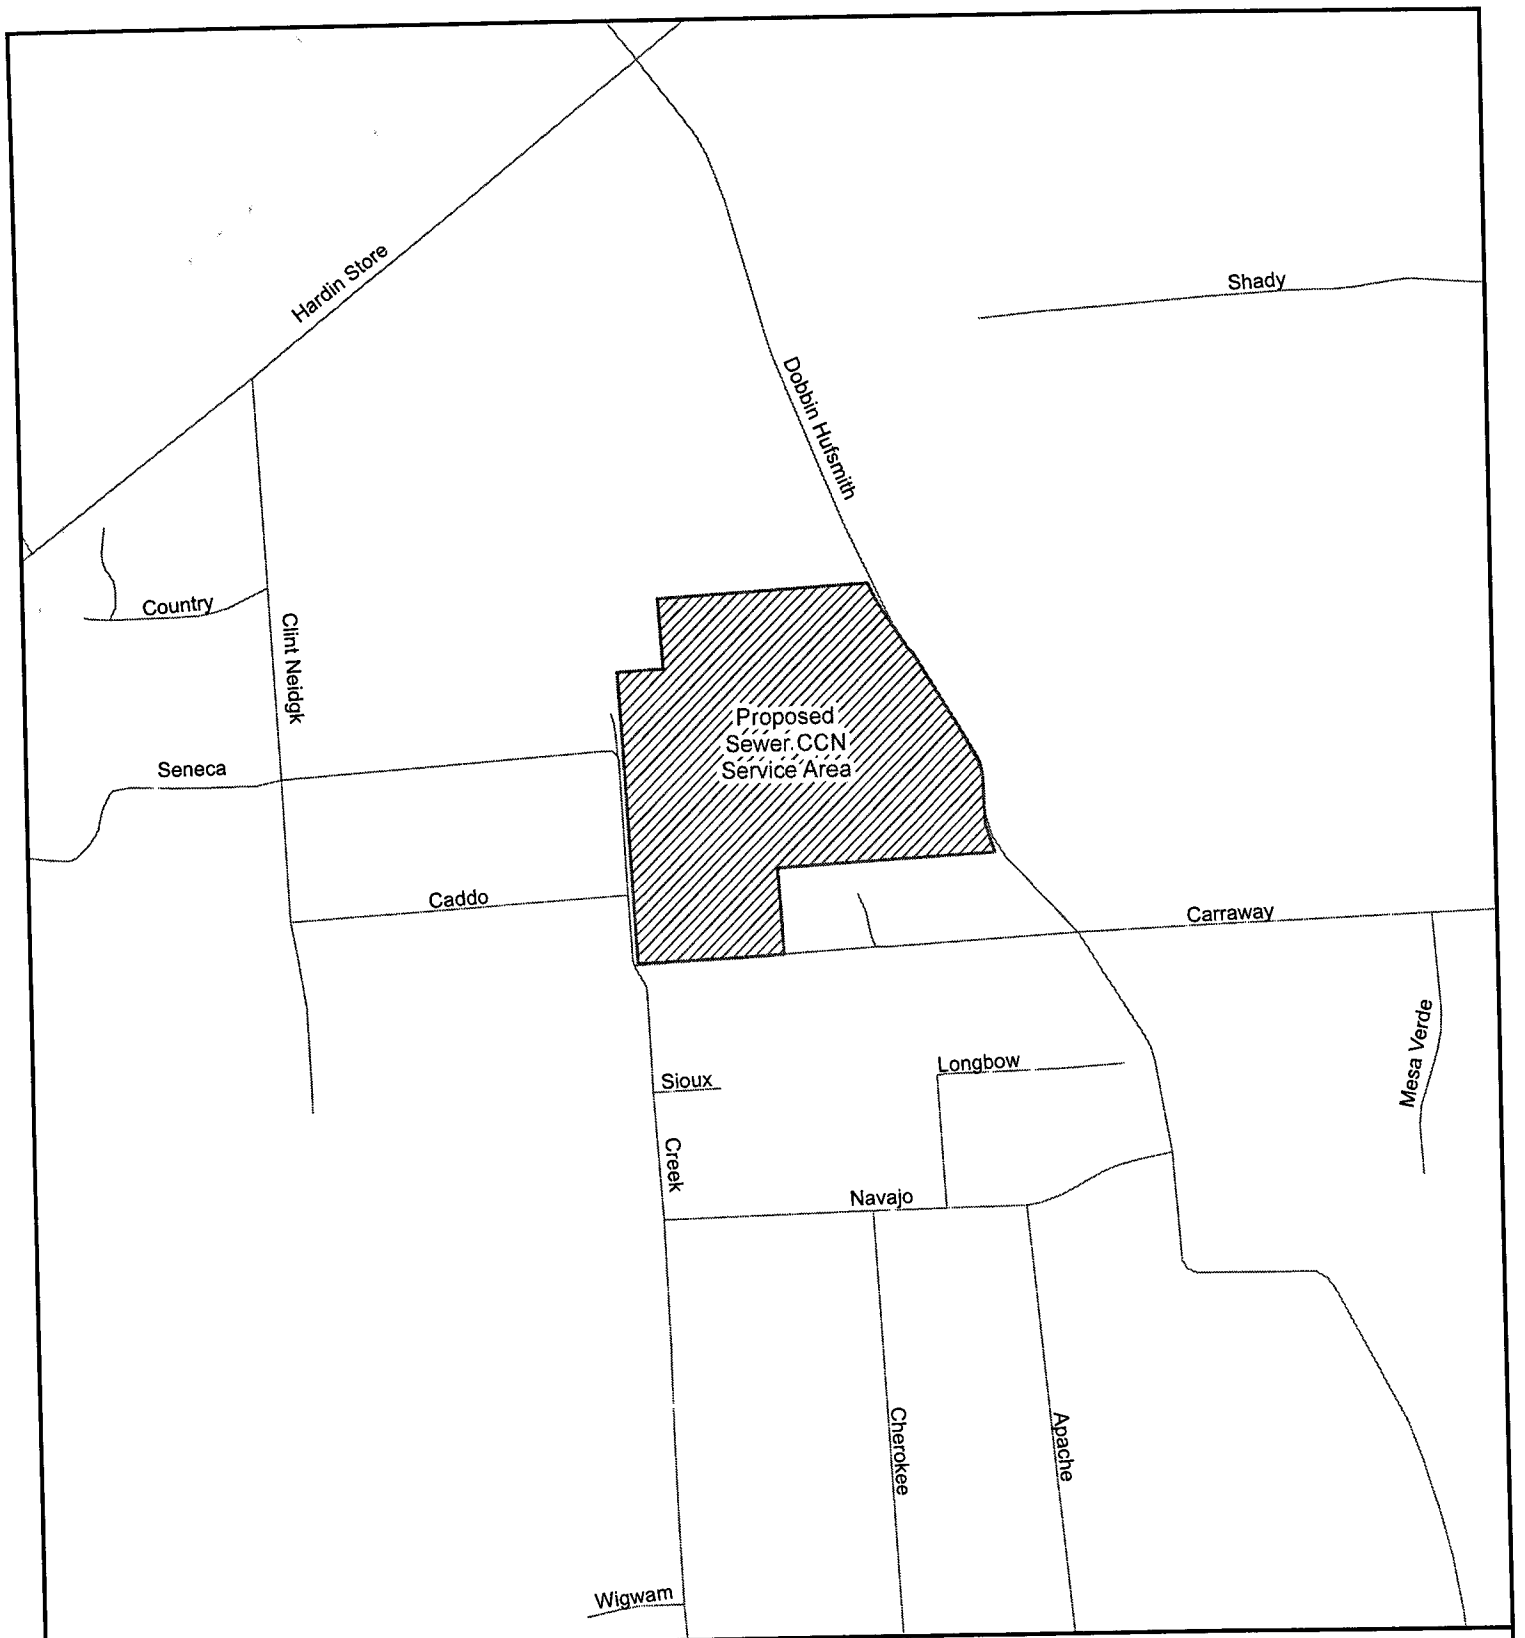 Hardin Store
Shady
Dobbin Hufsmith
Country
Clint Neidgk
Proposed
Sewer CCN
Service Area
Seneca
Caddo
Carraway
Mesa Verde
Longbow
Sioux
Creek
Navajo
Cherokee
Apache
Wigwam